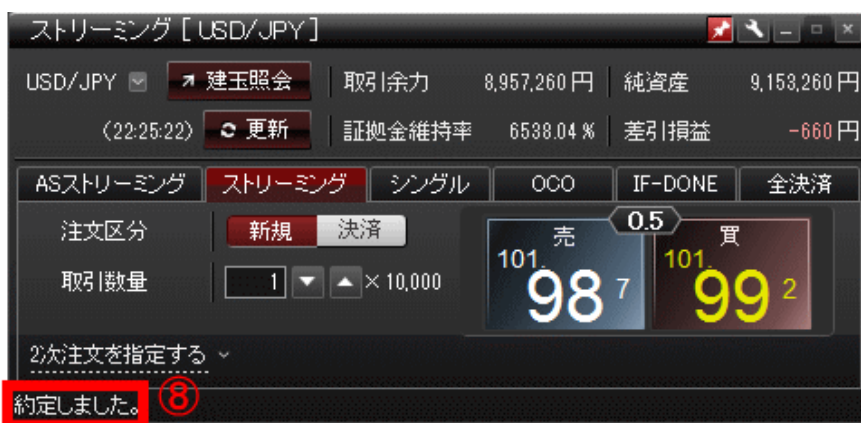 ストリーミング [ USD/JPY ]
USD/JPY 建玉照会 取引余力 8,957,260円 純資産 9,153,260円
(22:25:22) 更新 証拠金維持率 6538.04 % 差引損益 -660円
ASストリーミング ストリーミング シングル OCO IF-DONE 全決済
注文区分 新規 決済
取引数量 1 × 10,000
売 0.5 買
101. 98 7 101. 99 2
2次注文を指定する
約定しました。 ⑧